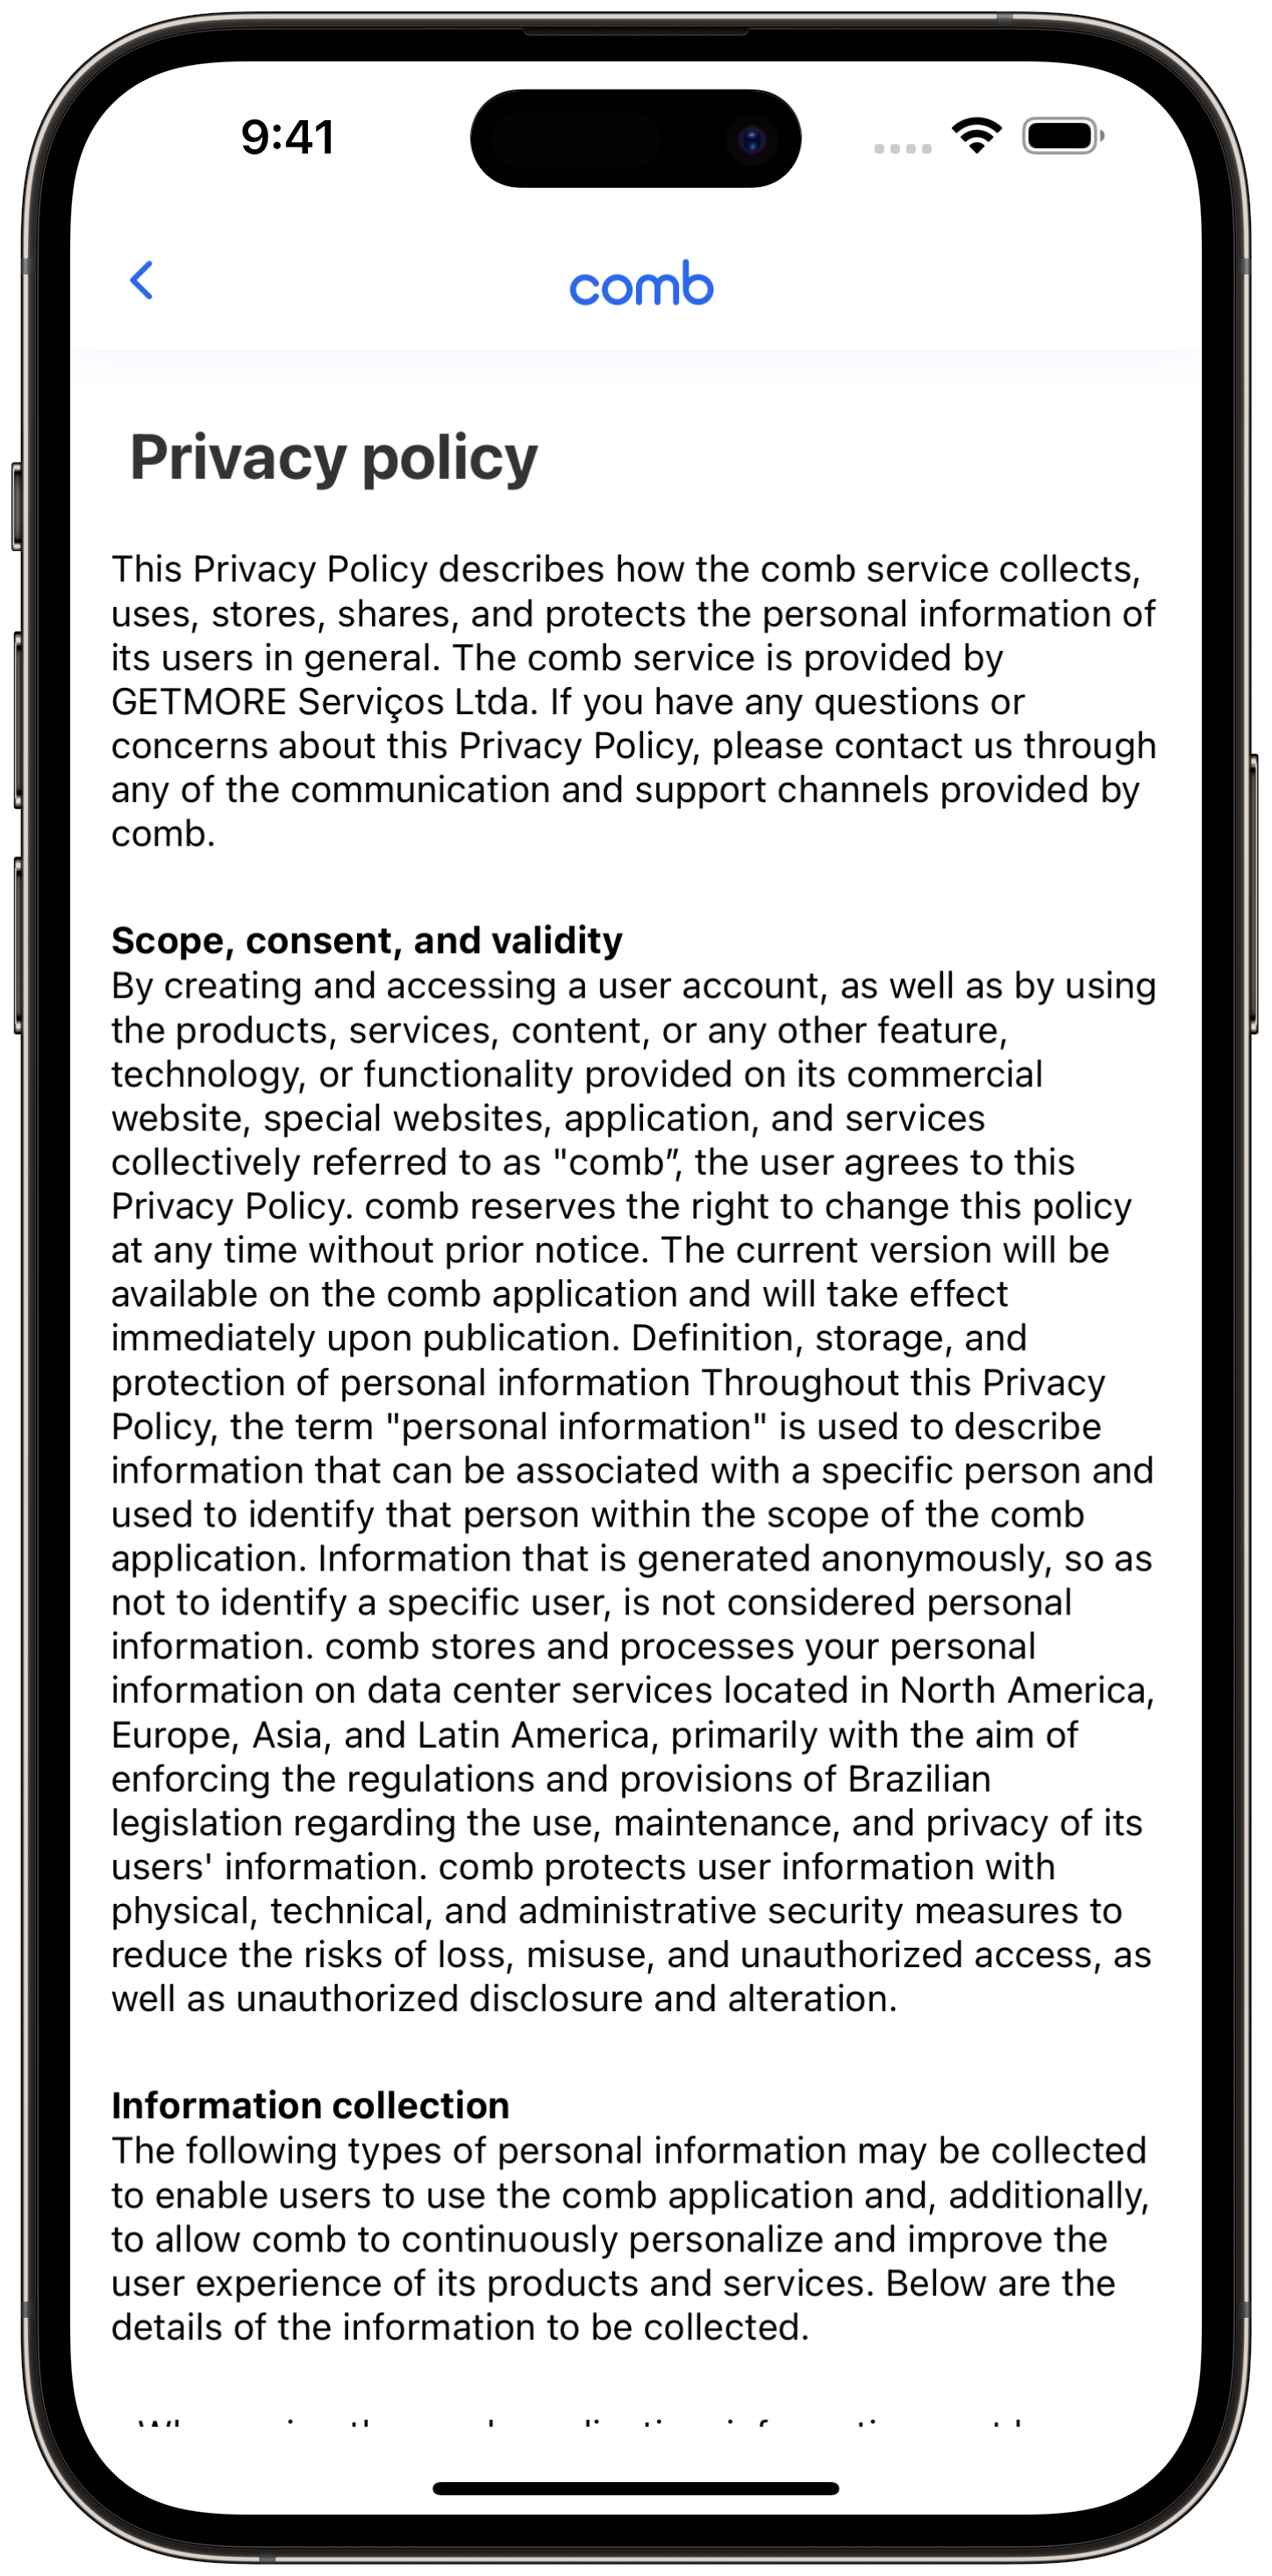 9:41
comb
Privacy policy
This Privacy Policy describes how the comb service collects,
uses, stores, shares, and protects the personal information of
its users in general. The comb service is provided by
GETMORE Serviços Ltda. If you have any questions or
concerns about this Privacy Policy, please contact us through
any of the communication and support channels provided by
comb.
Scope, consent, and validity
By creating and accessing a user account, as well as by using
the products, services, content, or any other feature,
technology, or functionality provided on its commercial
website, special websites, application, and services
collectively referred to as "comb”, the user agrees to this
Privacy Policy. comb reserves the right to change this policy
at any time without prior notice. The current version will be
available on the comb application and will take effect
immediately upon publication. Definition, storage, and
protection of personal information Throughout this Privacy
Policy, the term "personal information" is used to describe
information that can be associated with a specific person and
used to identify that person within the scope of the comb
application. Information that is generated anonymously, so as
not to identify a specific user, is not considered personal
information. comb stores and processes your personal
information on data center services located in North America,
Europe, Asia, and Latin America, primarily with the aim of
enforcing the regulations and provisions of Brazilian
legislation regarding the use, maintenance, and privacy of its
users' information. comb protects user information with
physical, technical, and administrative security measures to
reduce the risks of loss, misuse, and unauthorized access, as
well as unauthorized disclosure and alteration.
Information collection
The following types of personal information may be collected
to enable users to use the comb application and, additionally,
to allow comb to continuously personalize and improve the
user experience of its products and services. Below are the
details of the information to be collected.